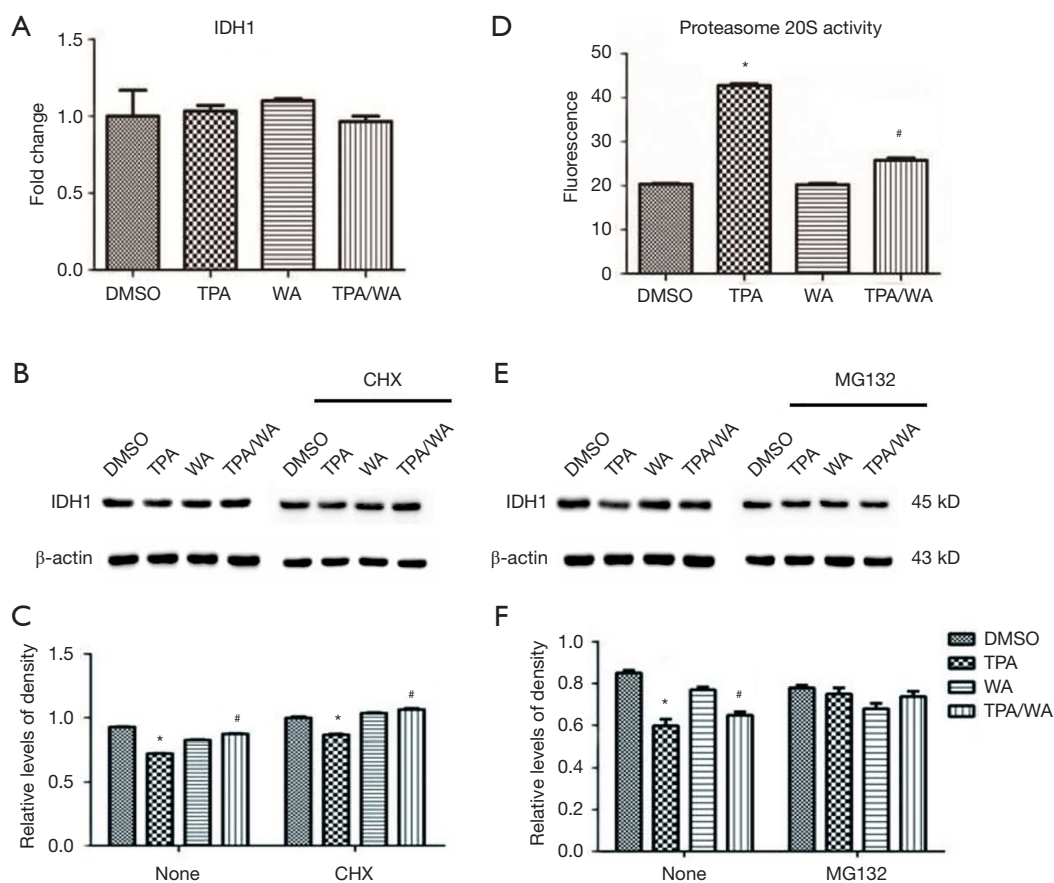 A
IDH1
Fold change
1.5
1.0
0.5
0.0
DMSO TPA WA TPA/WA
D
Proteasome 20S activity
Fluorescence
50
40
30
20
10
0
*
#
DMSO TPA WA TPA/WA
B
CHX
DMSO TPA WA TPA/WA DMSO TPA WA TPA/WA
IDH1
β-actin
E
MG132
DMSO TPA WA TPA/WA DMSO TPA WA TPA/WA
IDH1 45 kD
β-actin 43 kD
C
Relative levels of density
1.5
1.0
0.5
0.0
* # * #
None CHX
F
Relative levels of density
1.0
0.8
0.6
0.4
0.2
0.0
* #
None MG132
DMSO
TPA
WA
TPA/WA